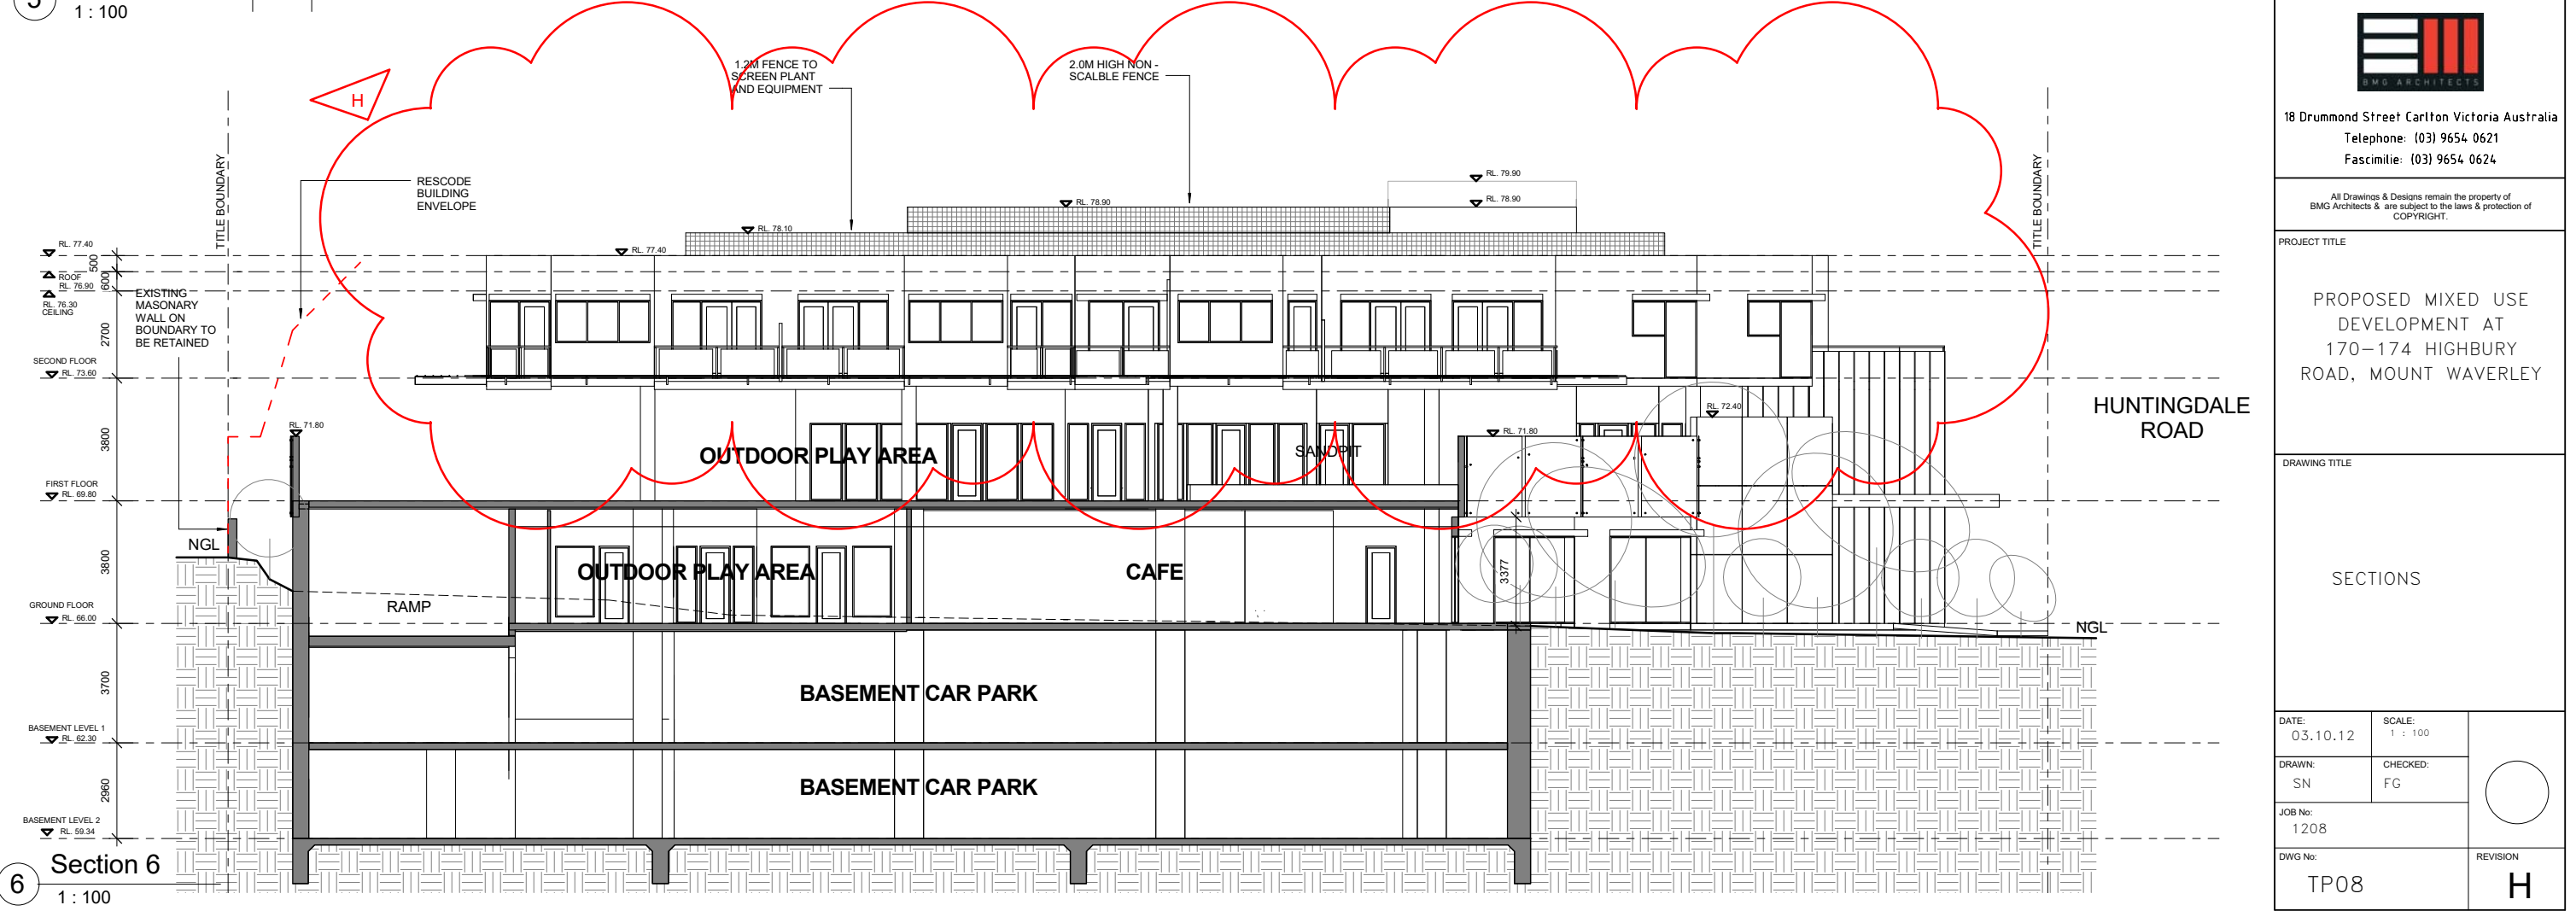 1 : 100
H
1.2M FENCE TO
SCREEN PLANT
AND EQUIPMENT
2.0M HIGH NON -
SCALBLE FENCE
TITLE BOUNDARY
RESCODE
BUILDING
ENVELOPE
TITLE BOUNDARY
RL. 79.90
RL. 78.90
RL. 78.90
RL. 78.10
RL. 77.40
RL. 77.40
500
ROOF
RL. 76.90
600
RL. 76.30
CEILING
EXISTING
MASONARY
WALL ON
BOUNDARY TO
BE RETAINED
2700
SECOND FLOOR
RL. 73.60
3800
RL. 71.80
RL. 72.40
RL. 71.80
HUNTINGDALE
ROAD
OUTDOOR PLAY AREA
SANDPIT
FIRST FLOOR
RL. 69.80
NGL
3800
OUTDOOR PLAY AREA
CAFE
3377
RAMP
GROUND FLOOR
RL. 66.00
NGL
3700
BASEMENT CAR PARK
BASEMENT LEVEL 1
RL. 62.30
2960
BASEMENT CAR PARK
BASEMENT LEVEL 2
RL. 59.34
6
Section 6
1 : 100
BMG ARCHITECTS
18 Drummond Street Carlton Victoria Australia
Telephone: (03) 9654 0621
Fascimilie: (03) 9654 0624
All Drawings & Designs remain the property of
BMG Architects & are subject to the laws & protection of
COPYRIGHT.
PROJECT TITLE
PROPOSED MIXED USE
DEVELOPMENT AT
170-174 HIGHBURY
ROAD, MOUNT WAVERLEY
DRAWING TITLE
SECTIONS
DATE:
03.10.12
SCALE:
1 : 100
DRAWN:
SN
CHECKED:
FG
JOB No:
1208
DWG No:
TP08
REVISION
H